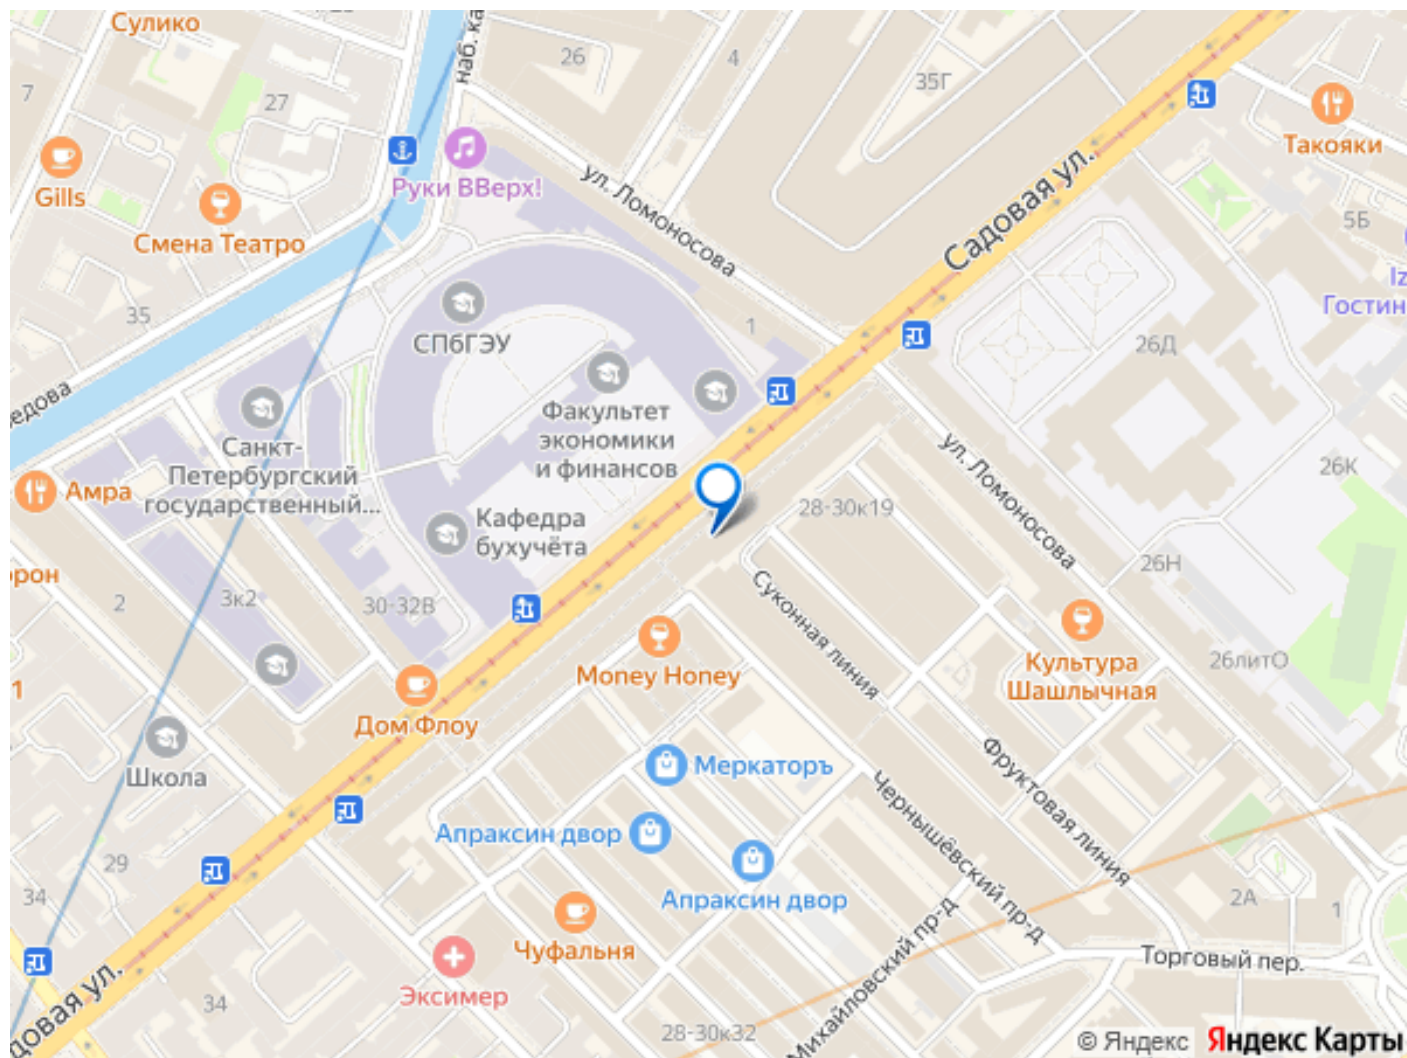 Сулико
наб. ка
26
4
35Г
7
27
Такояки
Gills
Руки ВВерх!
ул. Ломоносова
Садовая ул.
Смена Театро
5Б
35
Гостин
СПбГЭУ
1
26Д
Факультет
экономики
и финансов
едова
Санкт-
Петербургский
государственный...
Амра
ул. Ломоносова
26К
28-30к19
Кафедра
бухучёта
орон
2
3к2
30-32В
26Н
Суконная линия
Money Honey
Культура
Шашлычная
26литО
1
Дом Флоу
Школа
Меркаторъ
Фруктовая линия
Апраксин двор
Чернышёвский пр-д
29
34
Апраксин двор
2А
1
Чуфальня
Михайловский пр-д
Торговый пер.
Эксимер
34
довая ул.
28-30к32
© Яндекс Яндекс Карты